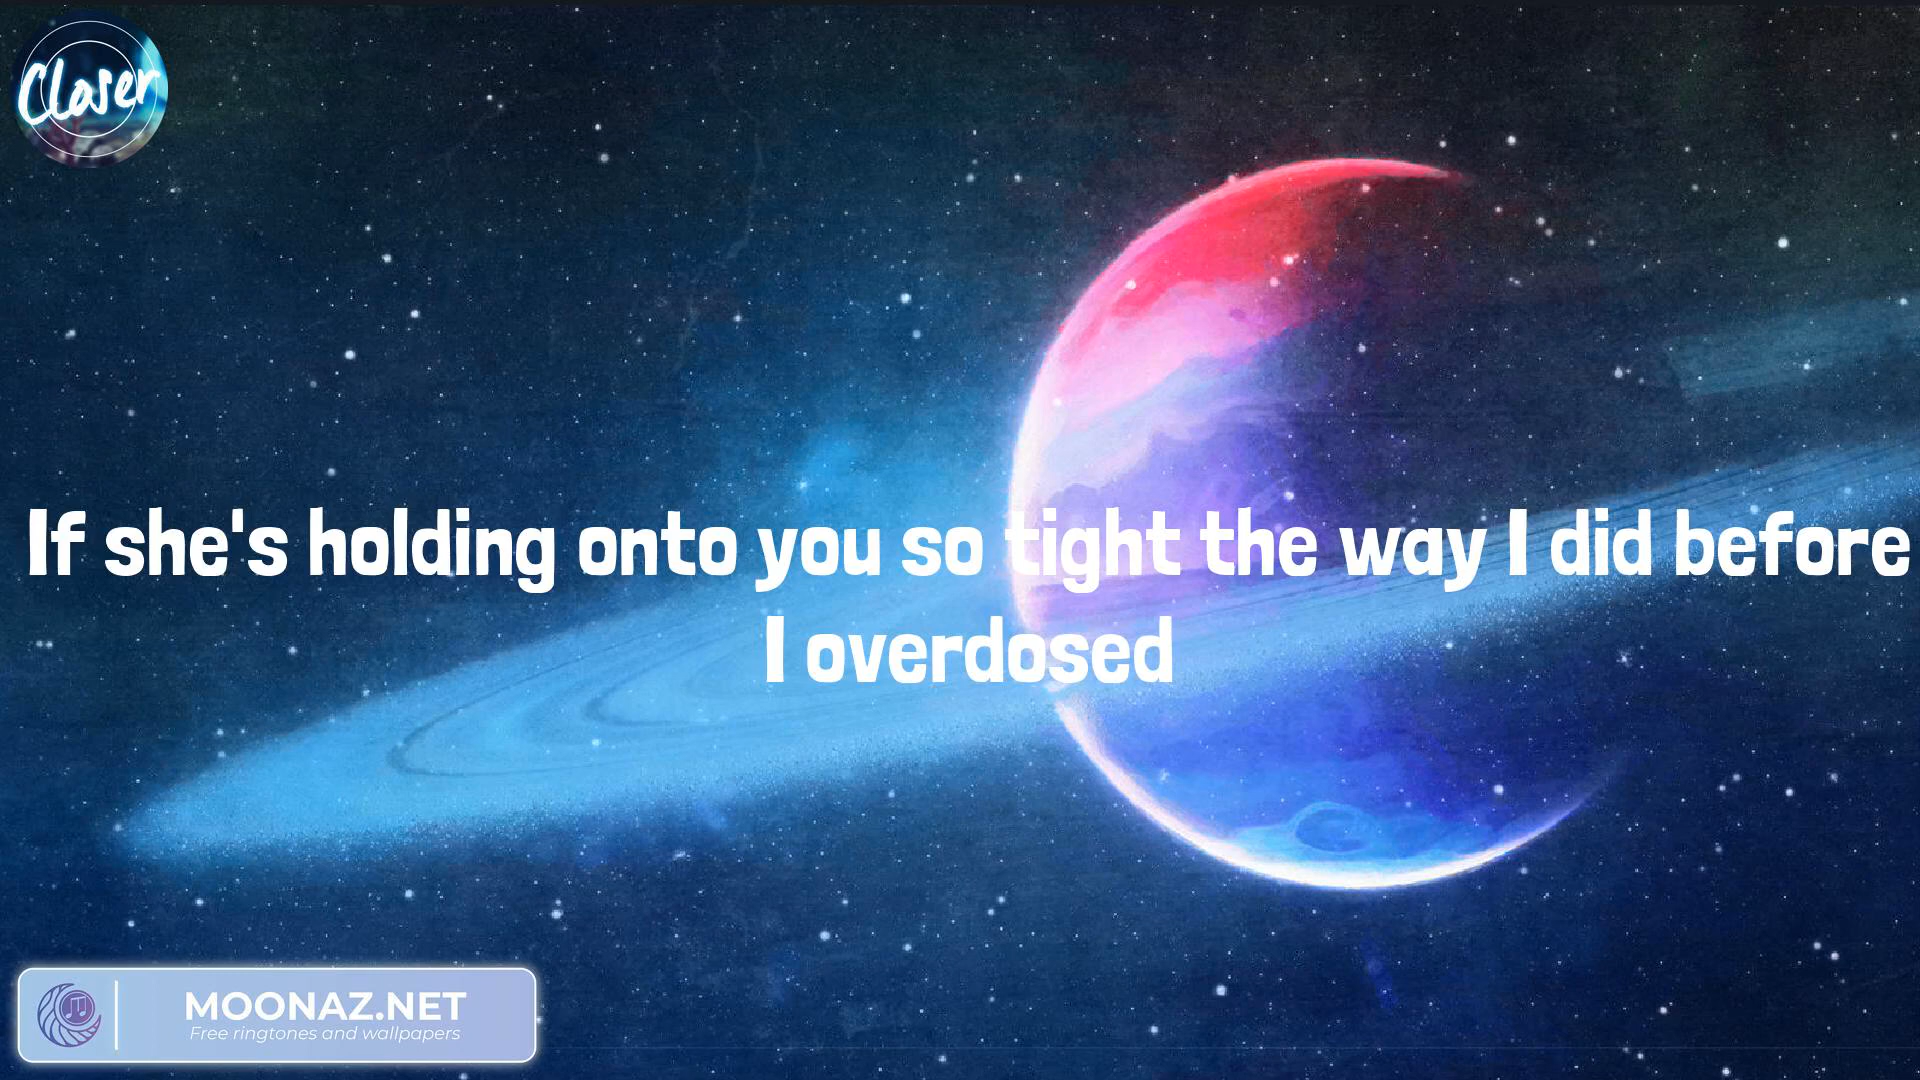 Closer
If she's holding onto you so tight the way I did before
I overdosed
MOONAZ.NET
Free ringtones and wallpapers